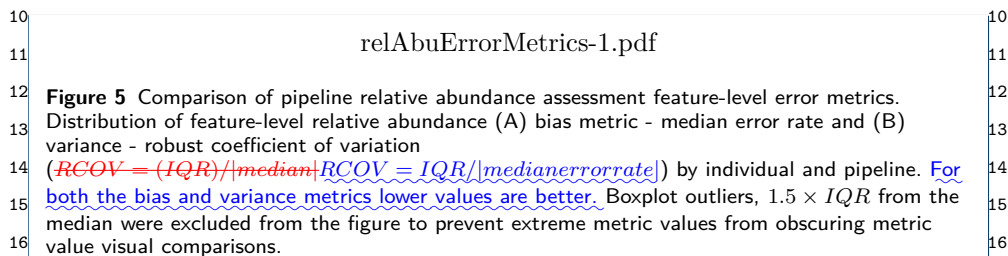 10 10
relAbuErrorMetrics-1.pdf
11 11
12 Figure 5 Comparison of pipeline relative abundance assessment feature-level error metrics. 12
Distribution of feature-level relative abundance (A) bias metric - median error rate and (B)
13 variance - robust coefficient of variation 13
14 (RCOV = (IQR)/|median|RCOV = IQR/|medianerrorrate|) by individual and pipeline. For 14
15 both the bias and variance metrics lower values are better. Boxplot outliers, 1.5 × IQR from the 15
median were excluded from the figure to prevent extreme metric values from obscuring metric
16 value visual comparisons. 16